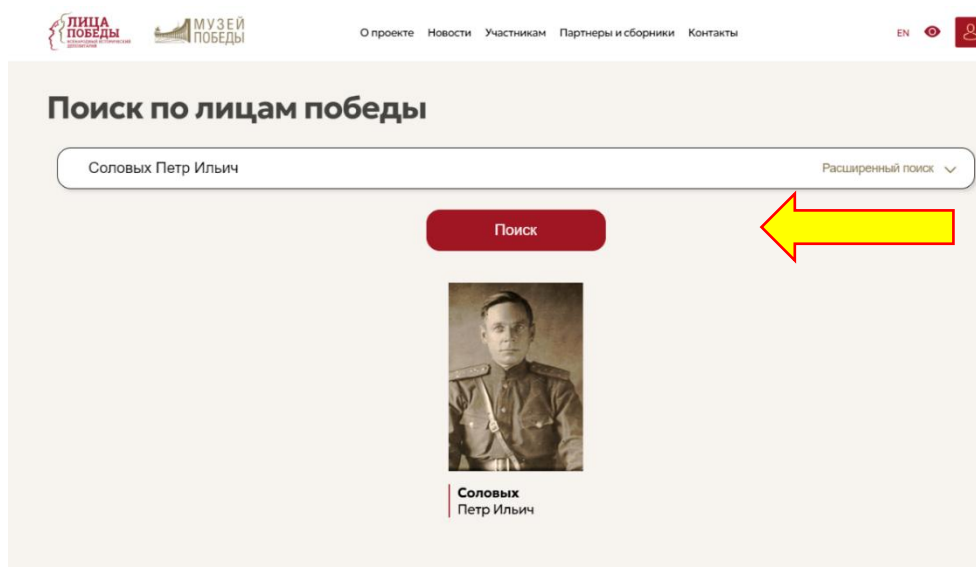 ЛИЦА
ПОБЕДЫ
МУЗЕЙ
ПОБЕДЫ
О проекте Новости Участникам Партнеры и сборники Контакты
EN
Поиск по лицам победы
Соловых Петр Ильич
Расширенный поиск
Поиск
Соловых
Петр Ильич